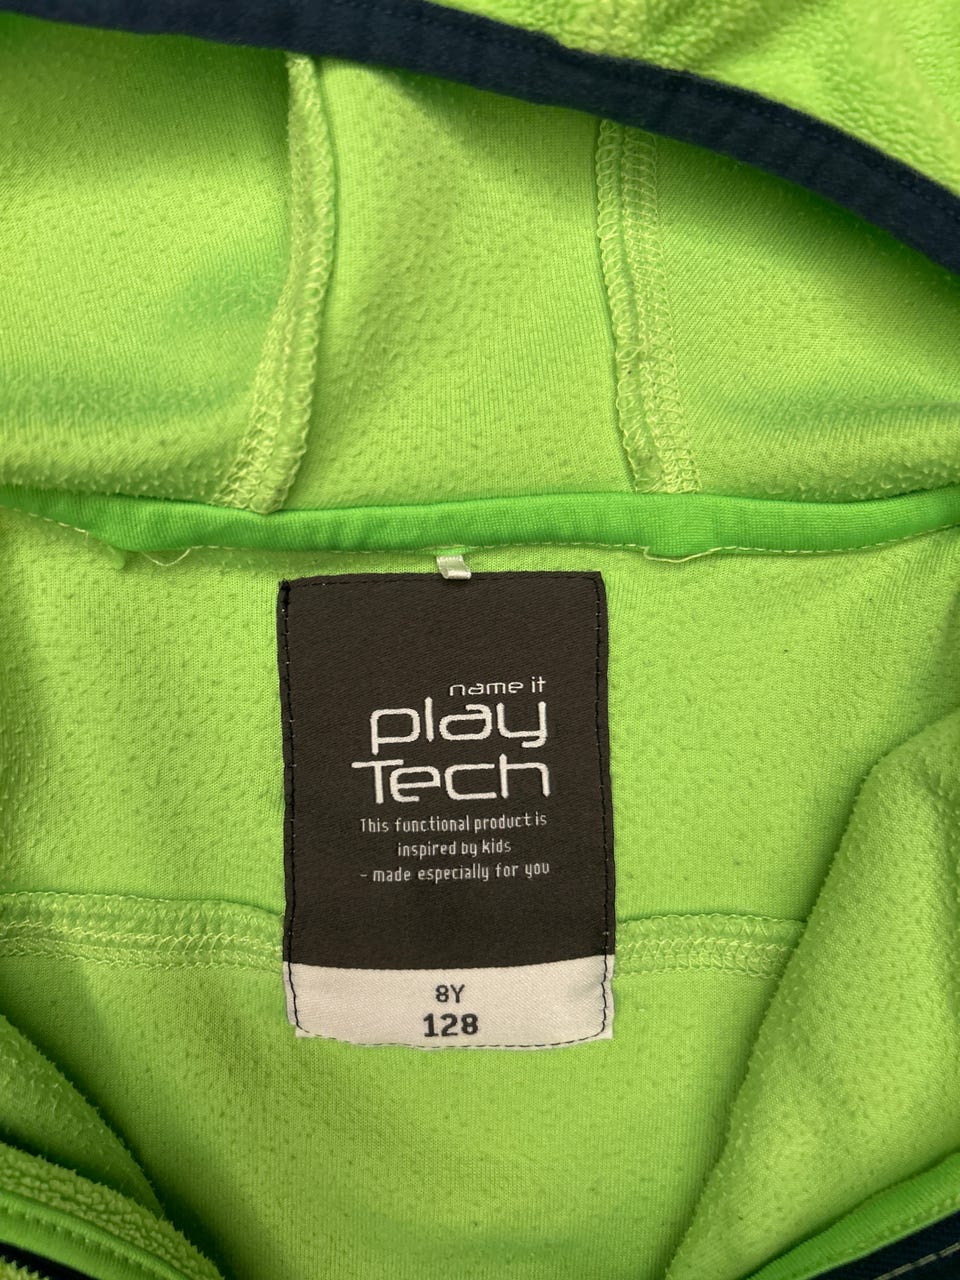 name it
play
Tech
This functional product is
inspired by kids
- made especially for you
8Y
128